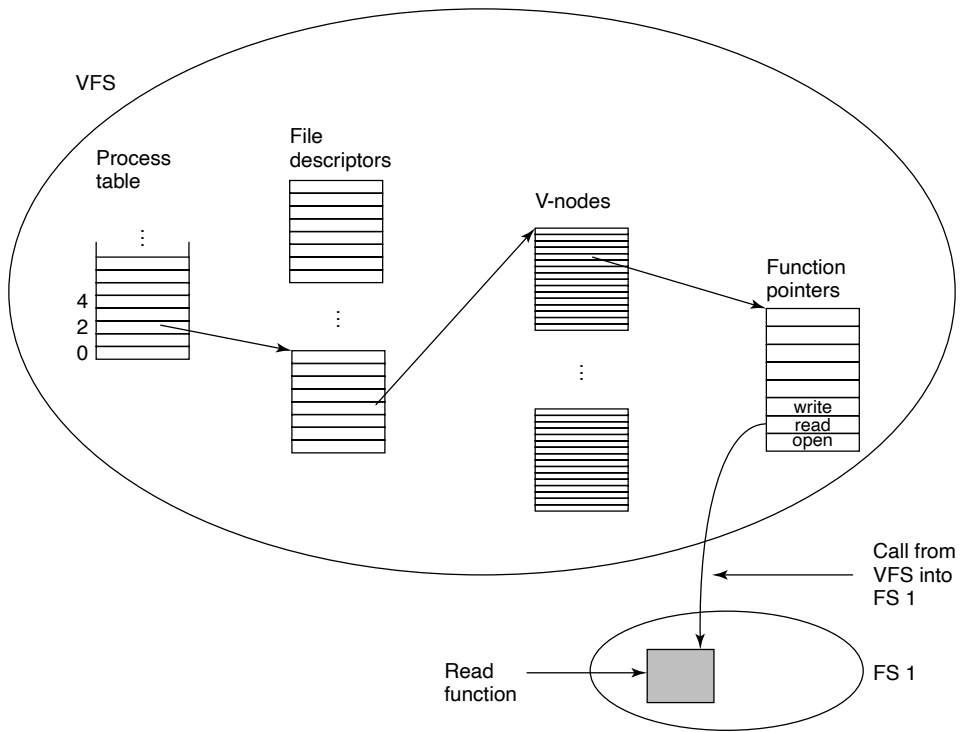 VFS
Process
table
File
descriptors
V-nodes
Function
pointers
...
4
2
0
...
...
write
read
open
Call from
VFS into
FS 1
Read
function
FS 1